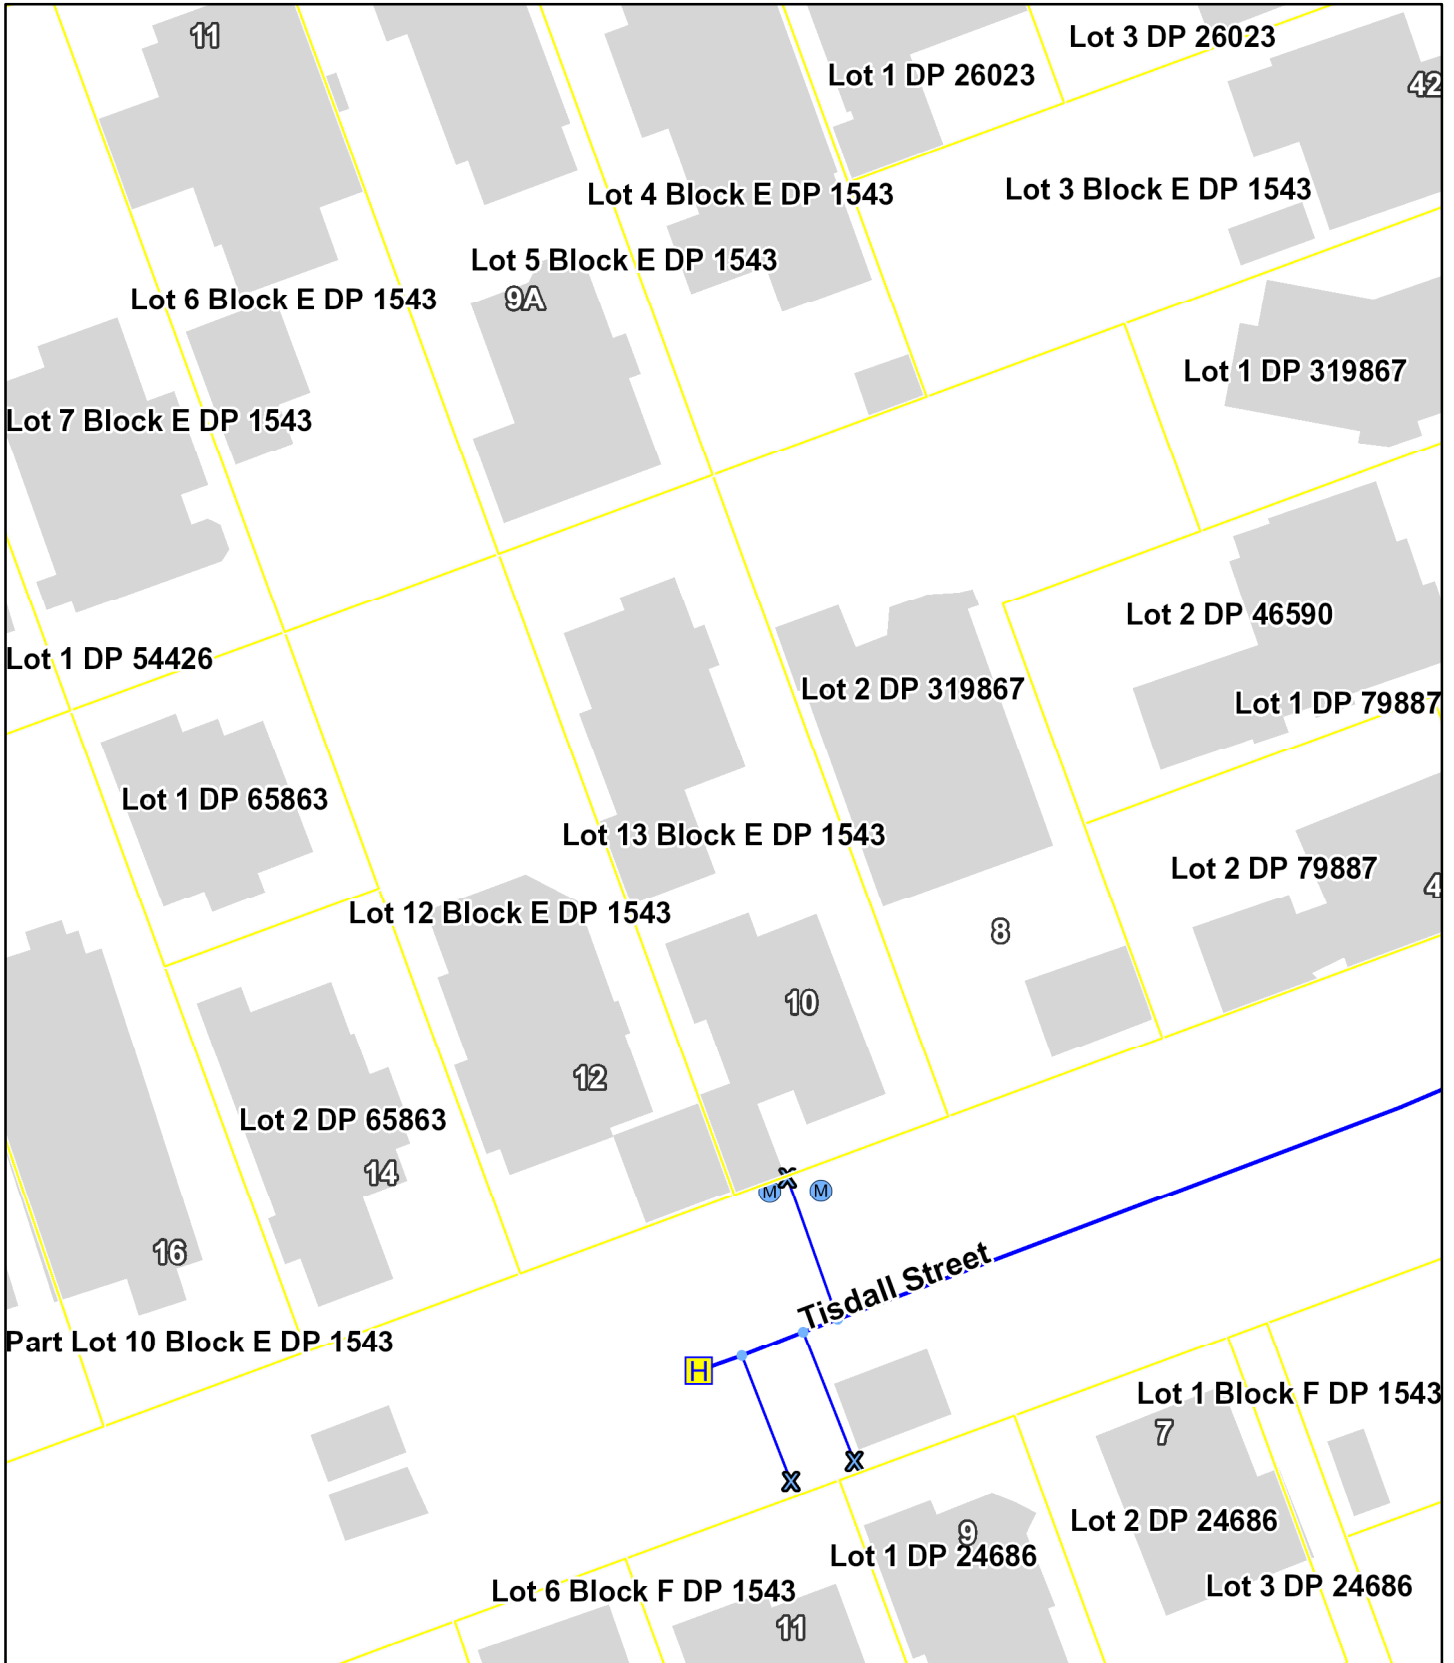 11
Lot 3 DP 26023
Lot 1 DP 26023
42
Lot 4 Block E DP 1543
Lot 3 Block E DP 1543
Lot 5 Block E DP 1543
9A
Lot 6 Block E DP 1543
Lot 1 DP 319867
Lot 7 Block E DP 1543
Lot 2 DP 46590
Lot 1 DP 54426
Lot 2 DP 319867
Lot 1 DP 79887
Lot 1 DP 65863
Lot 13 Block E DP 1543
Lot 2 DP 79887
4
Lot 12 Block E DP 1543
8
10
12
Lot 2 DP 65863
14
X
M
M
16
Tisdall Street
Part Lot 10 Block E DP 1543
H
Lot 1 Block F DP 1543
7
X
X
Lot 2 DP 24686
9
Lot 1 DP 24686
Lot 3 DP 24686
Lot 6 Block F DP 1543
11